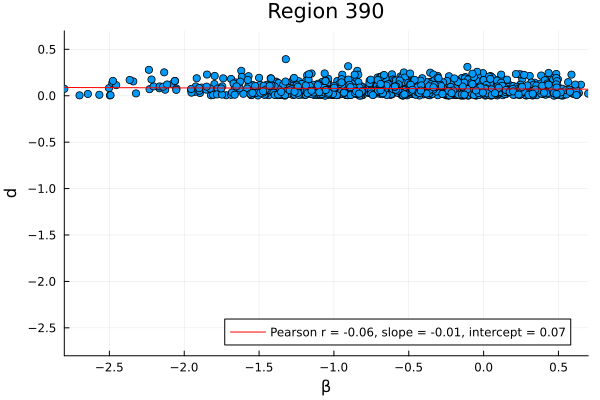 Region 390
0.5
0.0
−0.5
−1.0
−1.5
−2.0
−2.5
d
Pearson r = -0.06, slope = -0.01, intercept = 0.07
−2.5 −2.0 −1.5 −1.0 −0.5 0.0 0.5
β